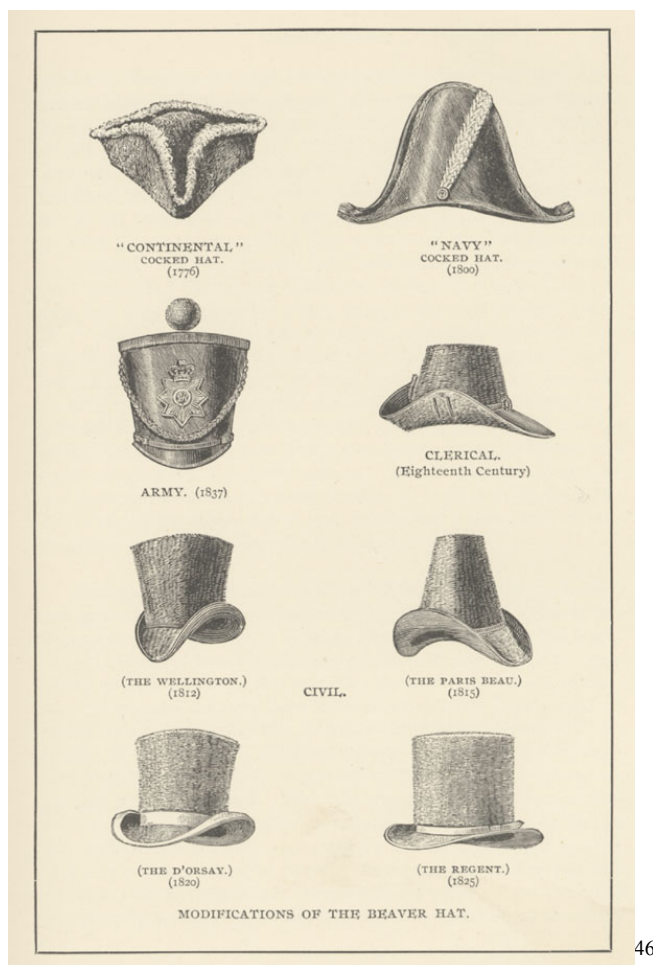 "CONTINENTAL"
COCKED HAT.
(1776)
"NAVY"
COCKED HAT.
(1800)
ARMY. (1837)
CLERICAL.
(Eighteenth Century)
(THE WELLINGTON.)
(1812)
CIVIL.
(THE PARIS BEAU.)
(1815)
(THE D'ORSAY.)
(1820)
(THE REGENT.)
(1825)
MODIFICATIONS OF THE BEAVER HAT.
46